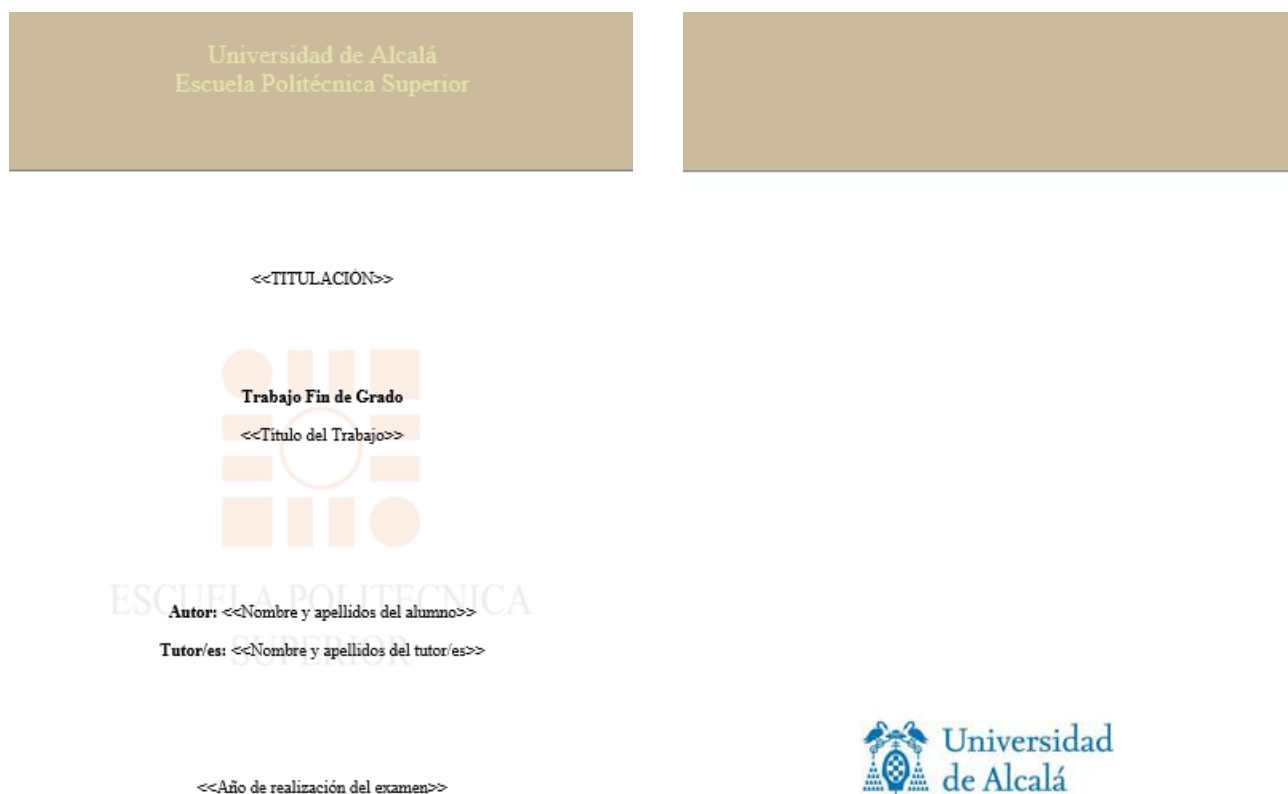 Universidad de Alcalá
Escuela Politécnica Superior
<<TITULACIÓN>>
Trabajo Fin de Grado
<<Título del Trabajo>>
ESCUELA POLITECNICA
Autor: <<Nombre y apellidos del alumno>>
SUPERIOR
Tutor/es: <<Nombre y apellidos del tutor/es>>
<<Año de realización del examen>>
Universidad
de Alcalá